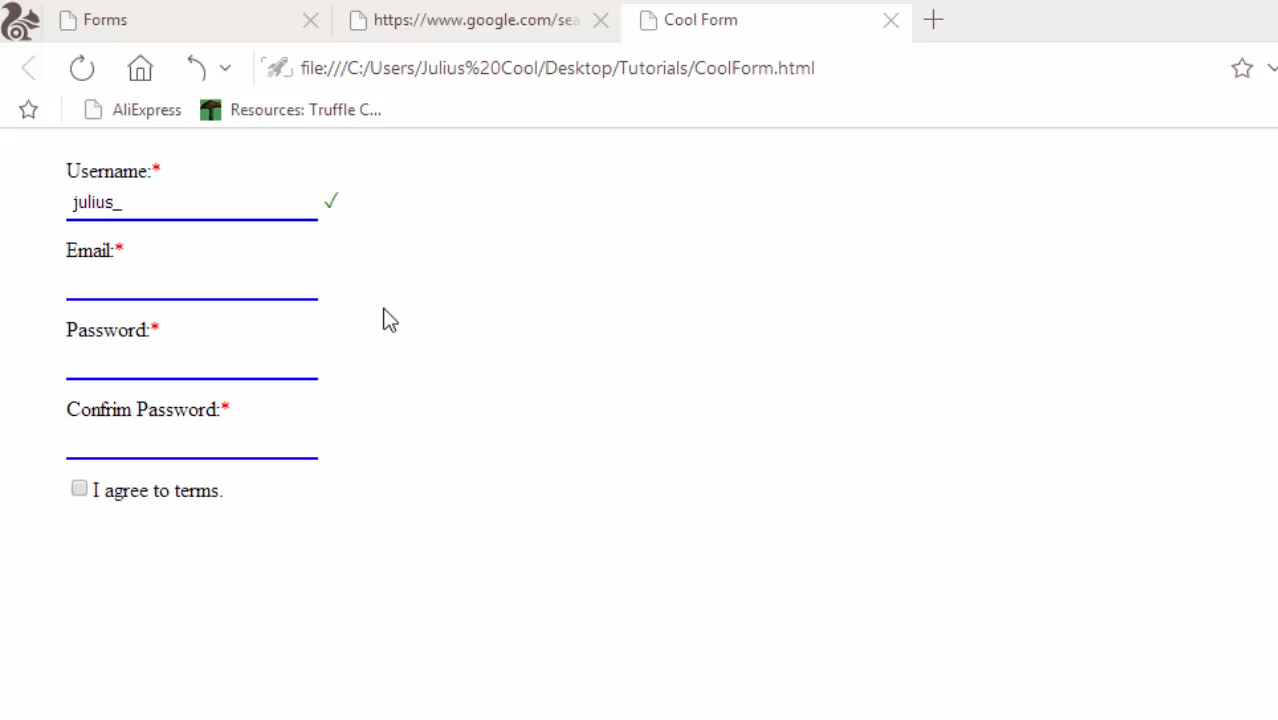 Forms
https://www.google.com/sea
Cool Form
file:///C:/Users/Julius%20Cool/Desktop/Tutorials/CoolForm.html
AliExpress
Resources: Truffle C...
Username:*
julius_ ✓
Email:*
Password:*
Confrim Password:*
I agree to terms.